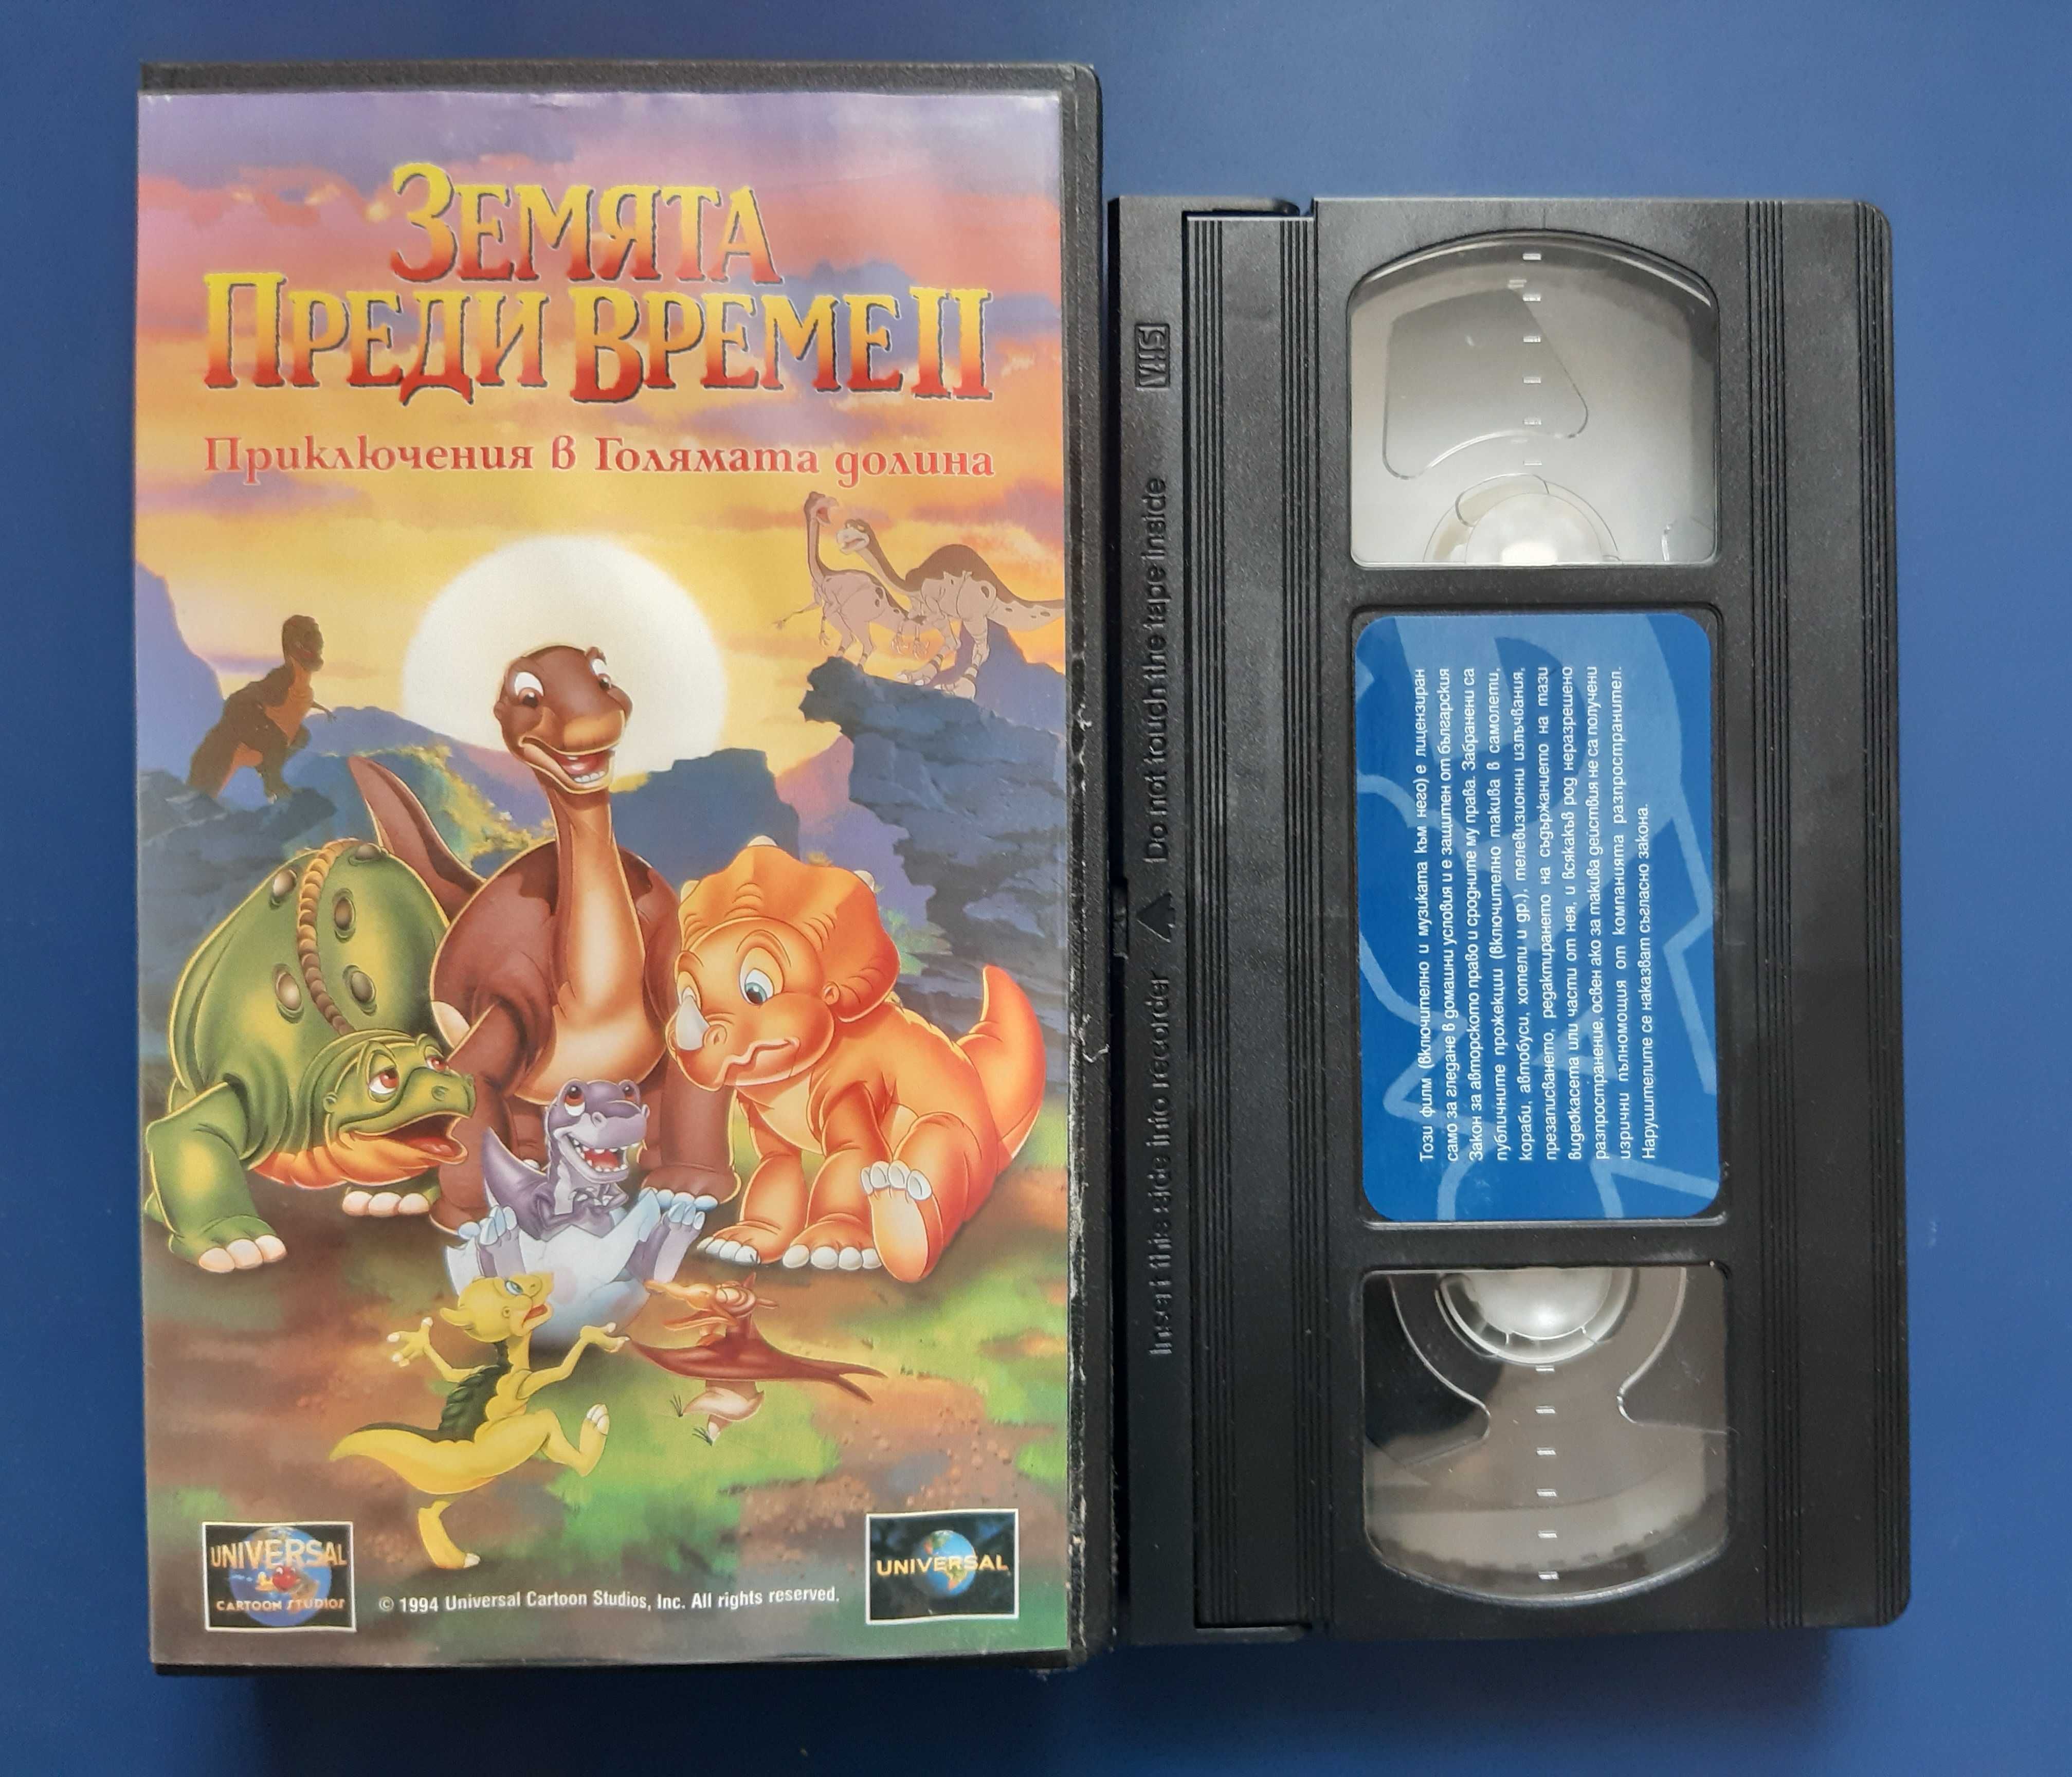 ЗЕМЯТА
ПРЕДИ ВРЕМЕ II
Приключения в Голямата долина
UNIVERSAL
CARTOON STUDIOS
© 1994 Universal Cartoon Studios, Inc. All rights reserved.
UNIVERSAL
VHS
Insert this side into recorder ▲ Do not touch the tape inside
Този филм (включително и музиката към него) е лицензиран
само за гледане в домашни условия и е защитен от българския
Закон за авторското право и сродните му права. Забранени са
публичните прожекции (включително такива в самолети,
кораби, автобуси, хотели и др.), телевизионни излъчвания,
презаписването, редактирането на съдържанието на тази
видеокасета или части от нея, и всякакъв род неразрешено
разпространение, освен ако за такива действия не са получени
изрични пълномощия от компанията разпространител.
Нарушителите се наказват съгласно закона.